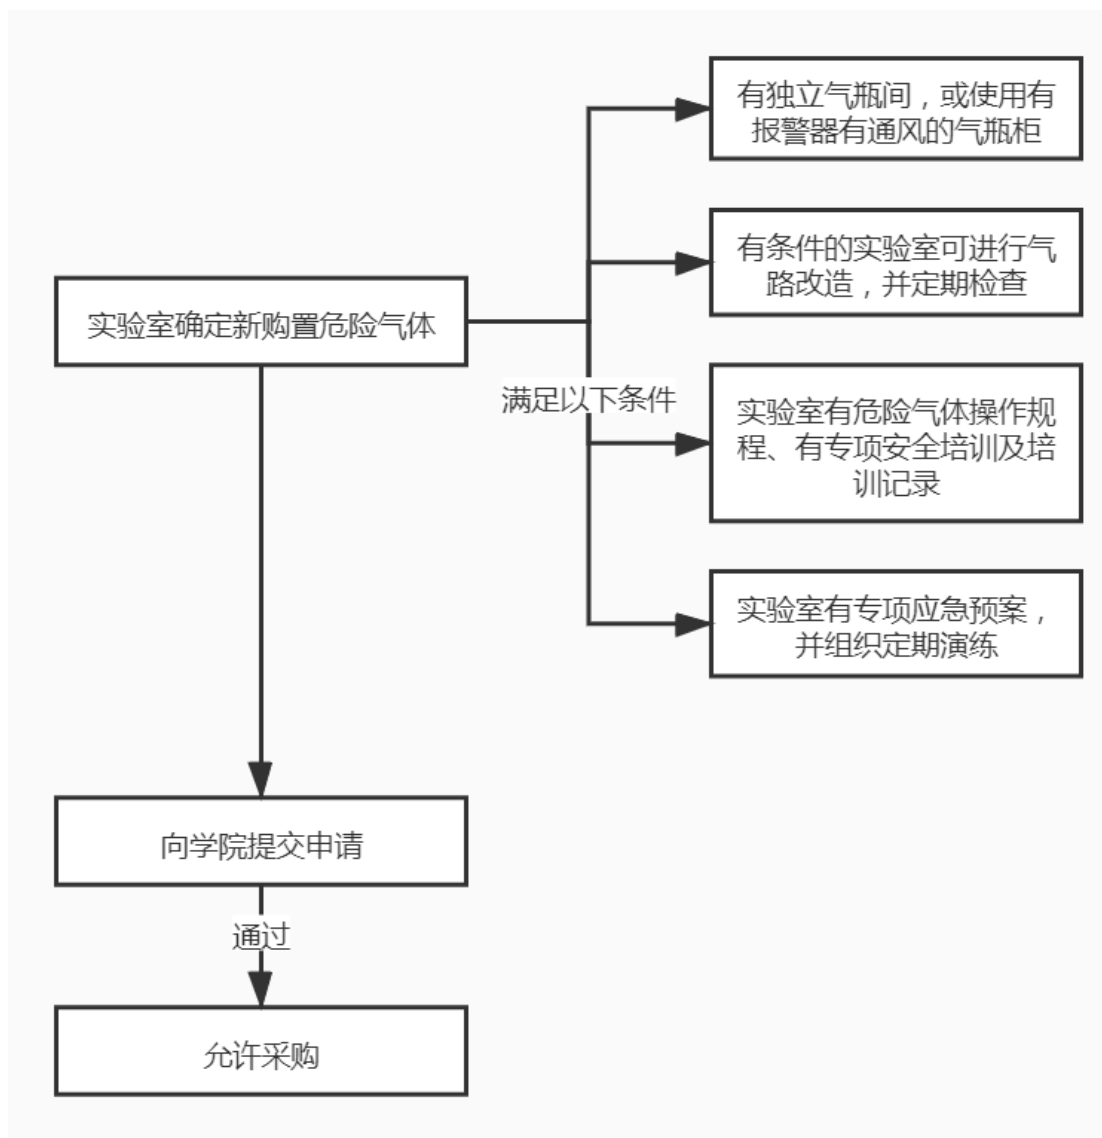 有独立气瓶间，或使用有
报警器有通风的气瓶柜
有条件的实验室可进行气
路改造，并定期检查
实验室确定新购置危险气体
满足以下条件
实验室有危险气体操作规
程、有专项安全培训及培
训记录
实验室有专项应急预案，
并组织定期演练
向学院提交申请
通过
允许采购